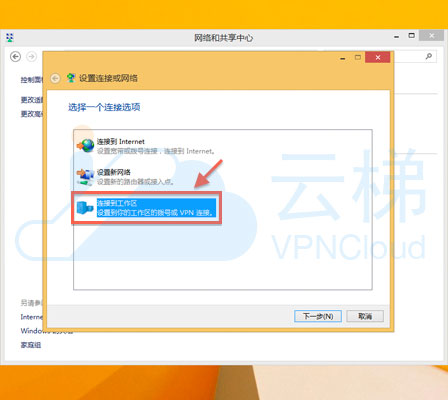 网络和共享中心
控制面板
更改适配
更改高级
设置连接或网络
选择一个连接选项
连接到 Internet
设置宽带或拨号连接，连接到 Internet。
设置新网络
设置新的路由器或接入点。
连接到工作区
设置到你的工作区的拨号或 VPN 连接。
云梯
VPNCloud
另请参阅
Interne
Windows
家庭组
下一步(N)
取消